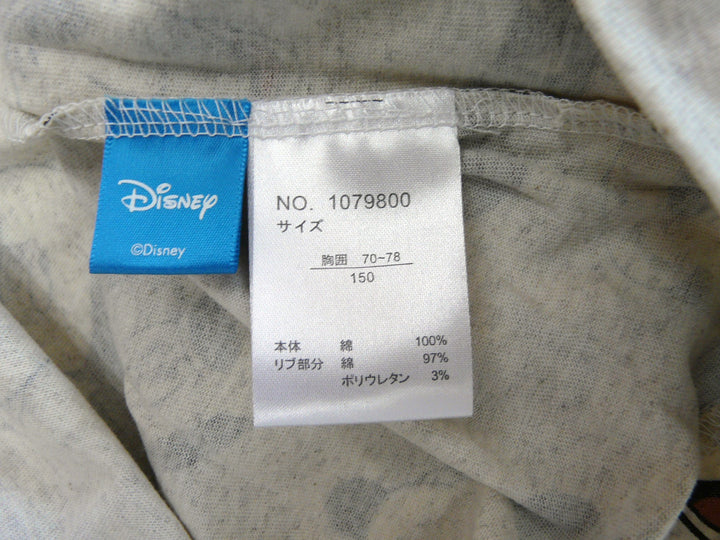 Disney
©Disney
NO. 1079800
サイズ
胸囲 70~78
150
本体 綿 100%
リブ部分 綿 97%
ポリウレタン 3%